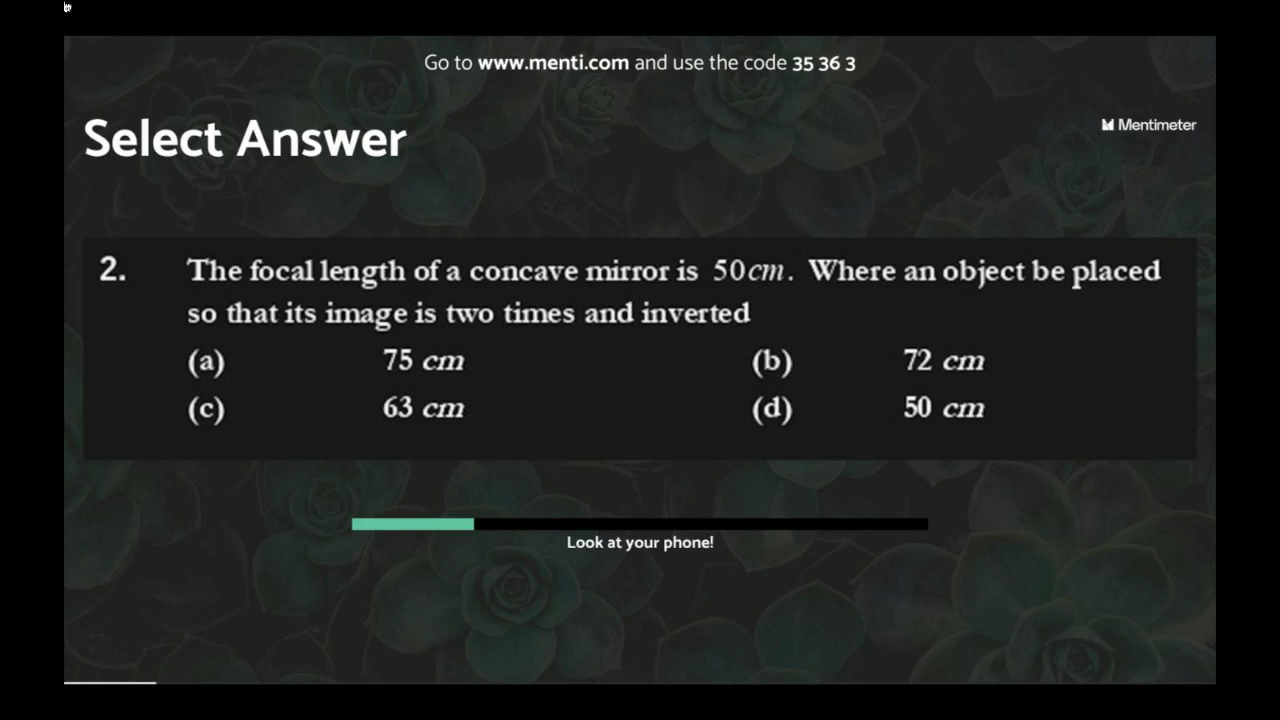 Go to www.menti.com and use the code 35 36 3
Select Answer
Mentimeter
2. The focal length of a concave mirror is 50cm. Where an object be placed
so that its image is two times and inverted
(a) 75 cm (b) 72 cm
(c) 63 cm (d) 50 cm
Look at your phone!